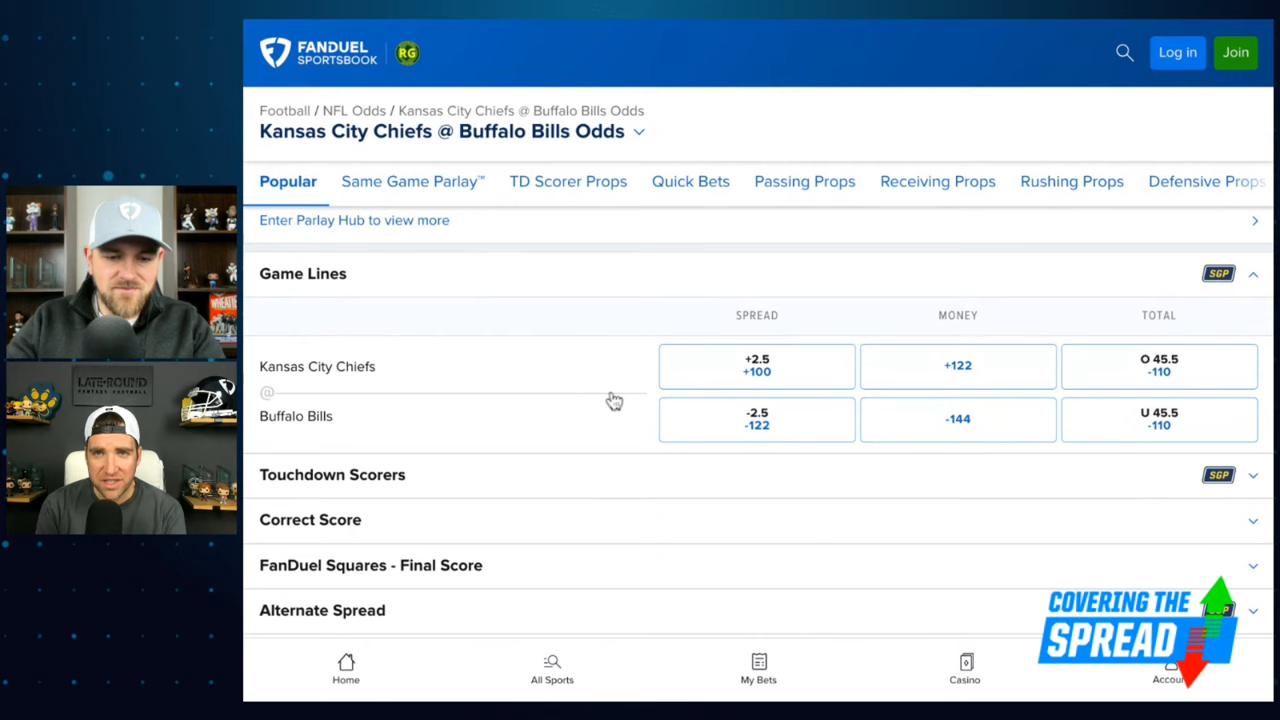 FANDUEL
SPORTSBOOK
RG
Log in
Join
Football / NFL Odds / Kansas City Chiefs @ Buffalo Bills Odds
Kansas City Chiefs @ Buffalo Bills Odds
Popular
Same Game Parlay™
TD Scorer Props
Quick Bets
Passing Props
Receiving Props
Rushing Props
Defensive Props
Enter Parlay Hub to view more
Game Lines
SGP
SPREAD
MONEY
TOTAL
Kansas City Chiefs
+2.5
+100
+122
O 45.5
-110
@
Buffalo Bills
-2.5
-122
-144
U 45.5
-110
Touchdown Scorers
SGP
Correct Score
FanDuel Squares - Final Score
Alternate Spread
COVERING THE
SPREAD
Home
All Sports
My Bets
Casino
Accou
WHEATIES
LATE-ROUND
FANTASY FOOTBALL